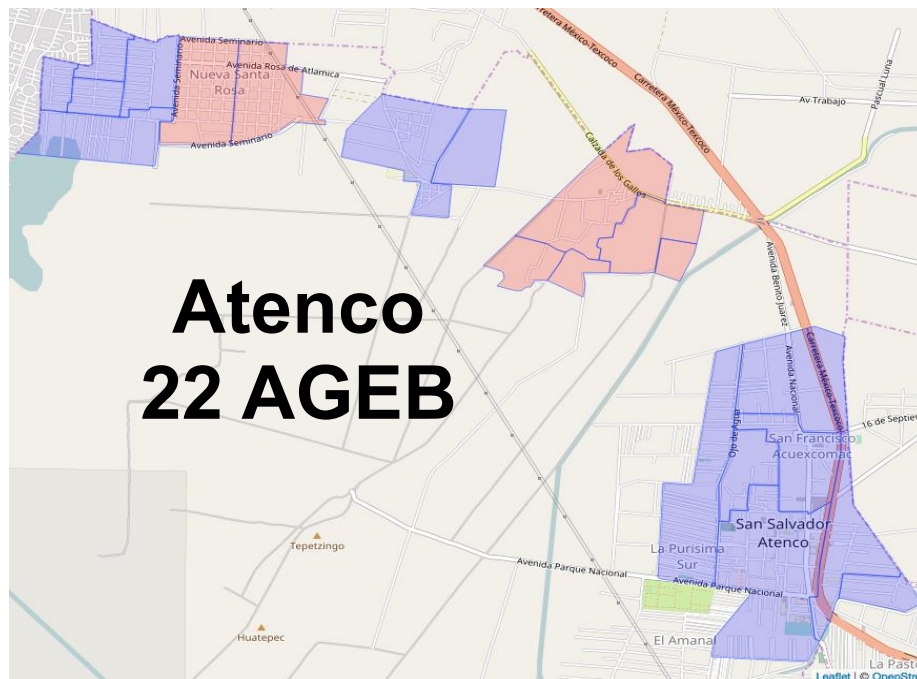 Avenida Seminario
Avenida Rosa de Atlamica
Avenida Seminario
Nueva Santa
Rosa
Avenida Seminario
Carretera México-Texcoco
Carretera México-Texcoco
Pascual Luna
Av Trabajo
Calzada de los Gallos
Avenida Benito Juárez
Atenco
22 AGEB
Carretera México-Texcoco
Avenida Nacional
Ojo de Agua
16 de Septie
San Francisco
Acuexcomac
San Salvador
Atenco
La Purisima
Sur
Tepetzingo
Avenida Parque Nacional
Avenida Parque Nacional
Huatepec
El Amanal
La Pasto
Leaflet | © OpenStre